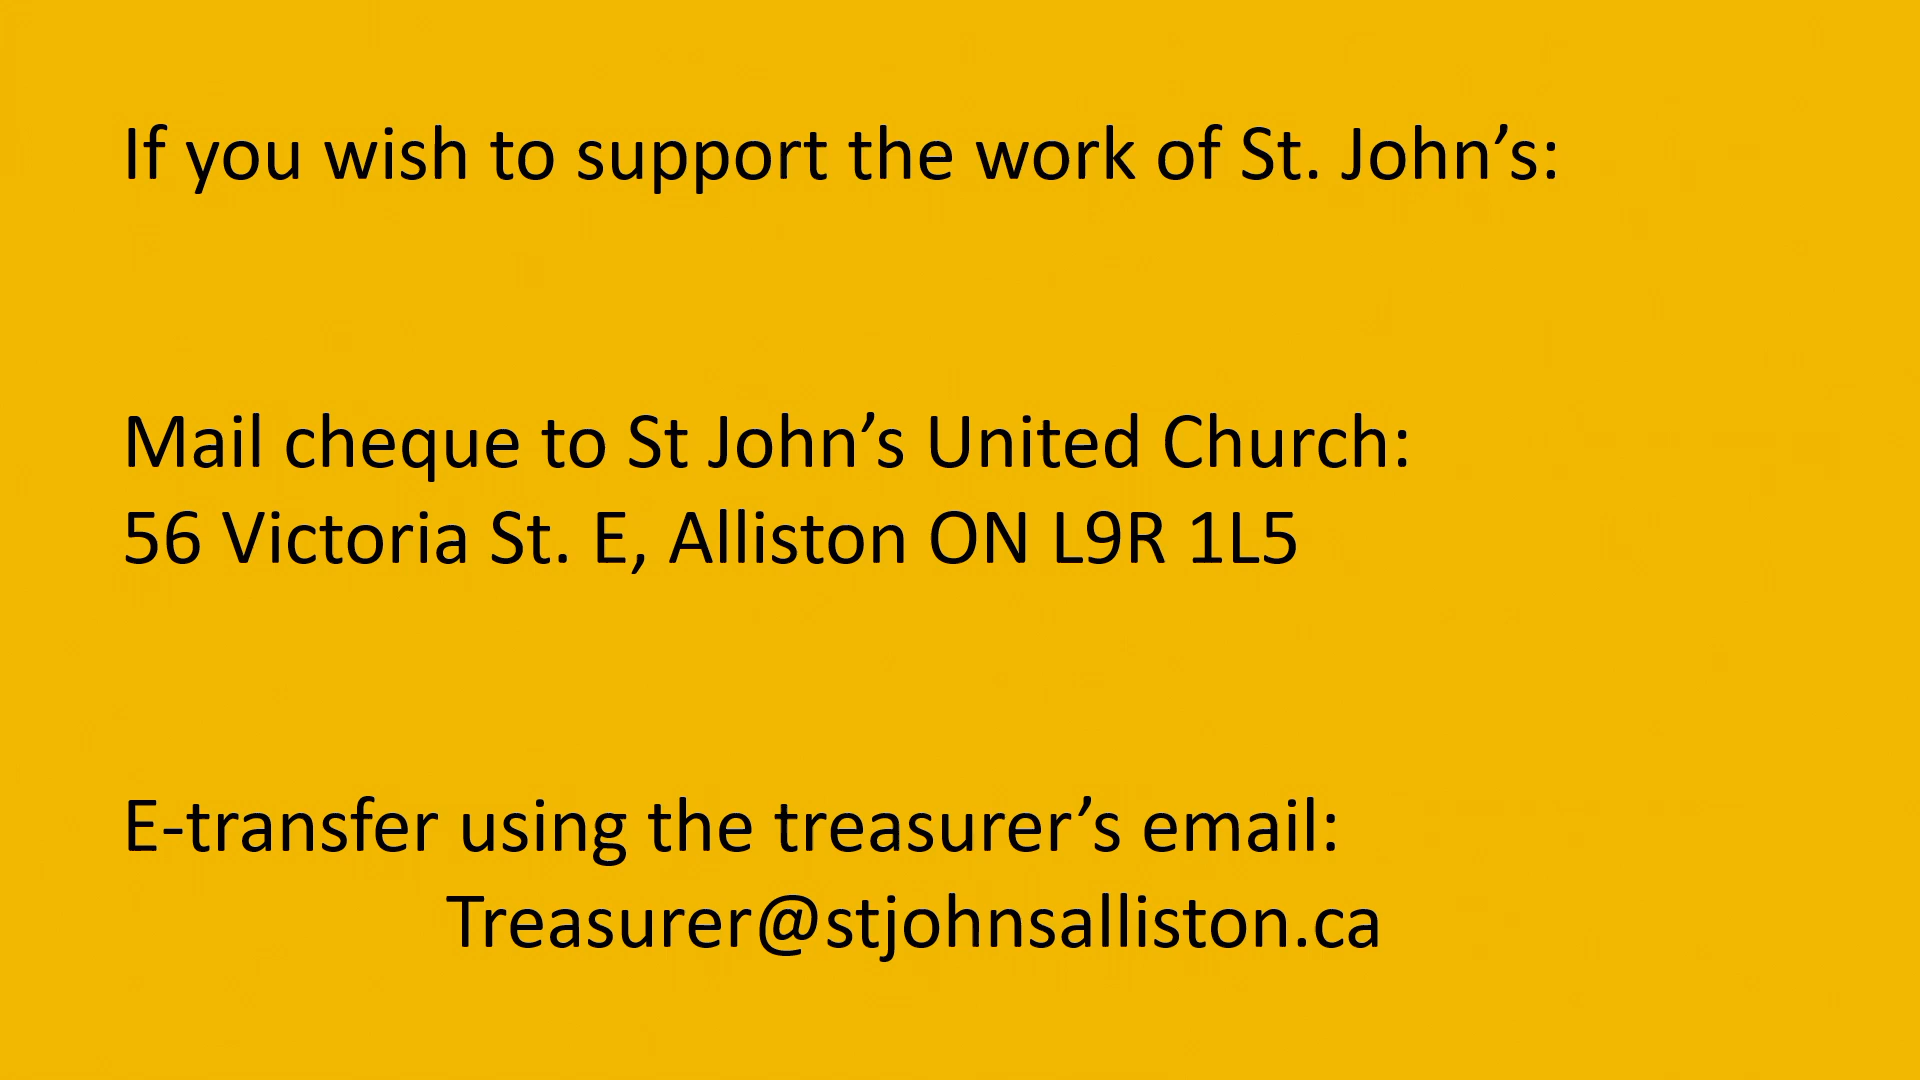 If you wish to support the work of St. John’s:
Mail cheque to St John’s United Church:
56 Victoria St. E, Alliston ON L9R 1L5
E-transfer using the treasurer’s email:
Treasurer@stjohnsalliston.ca